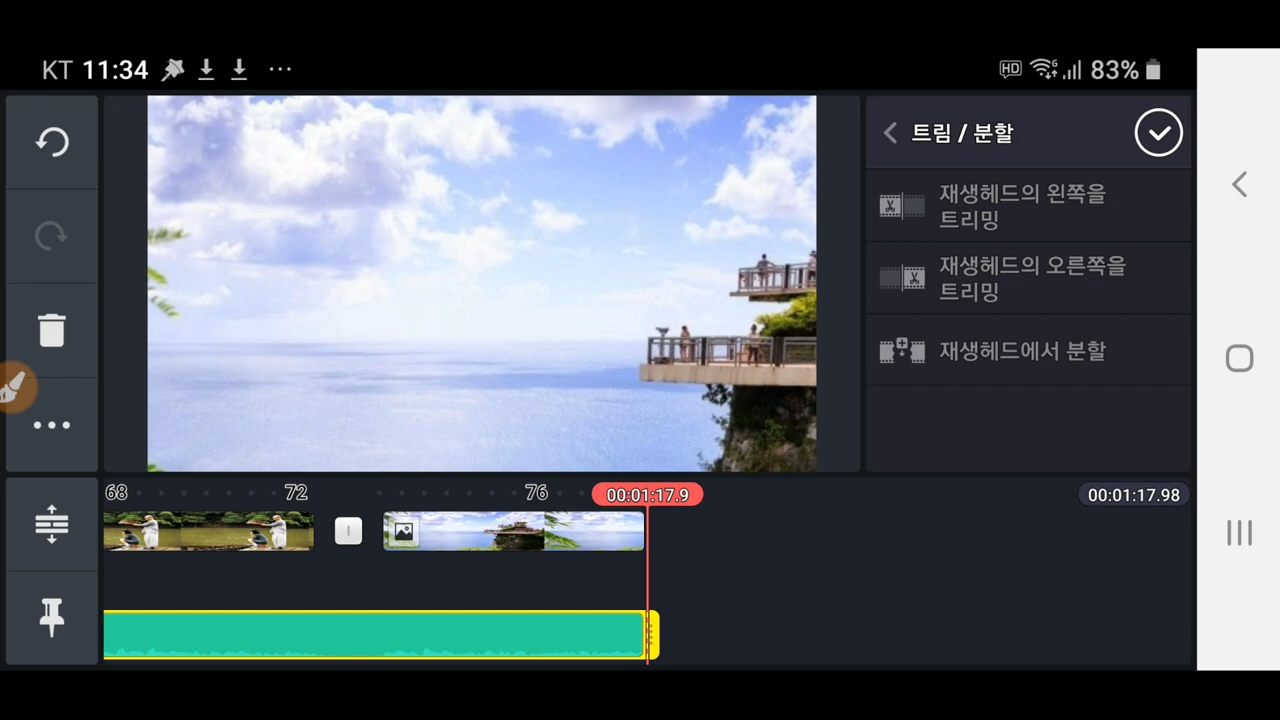 KT 11:34
HD
6
83%
트림 / 분할
재생헤드의 왼쪽을
트리밍
재생헤드의 오른쪽을
트리밍
재생헤드에서 분할
68
72
76
00:01:17.9
00:01:17.98